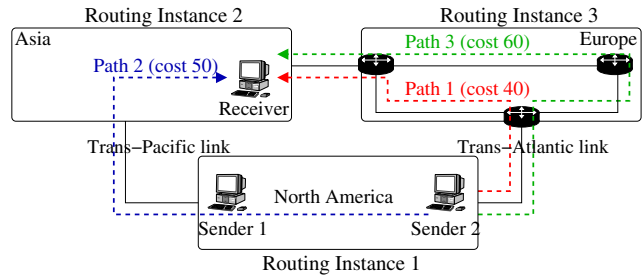 Routing Instance 2
Routing Instance 3
Asia
Path 3 (cost 60)
Europe
Path 2 (cost 50)
Path 1 (cost 40)
Receiver
Trans−Pacific link
Trans−Atlantic link
North America
Sender 1
Sender 2
Routing Instance 1